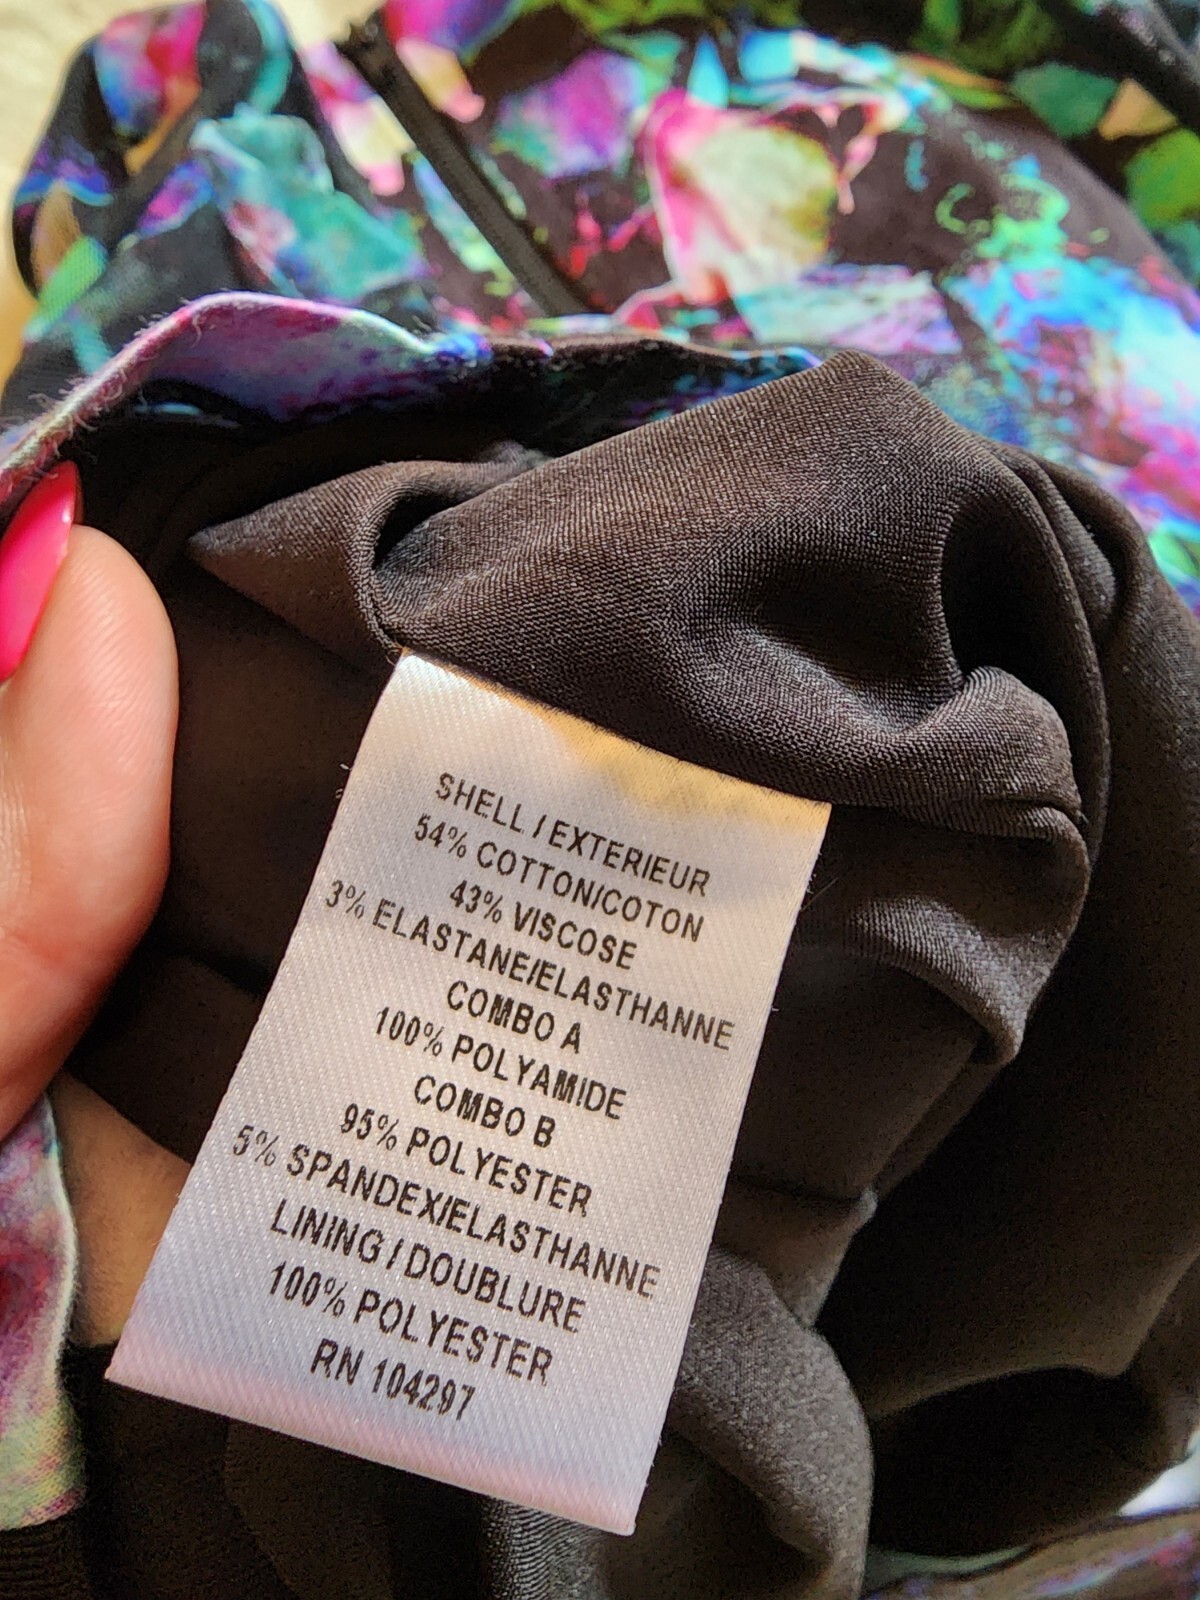 SHELL / EXTERIEUR
54% COTTON/COTON
43% VISCOSE
3% ELASTANE/ELASTHANNE
COMBO A
100% POLYAMIDE
COMBO B
95% POLYESTER
5% SPANDEX/ELASTHANNE
LINING / DOUBLURE
100% POLYESTER
RN 104297